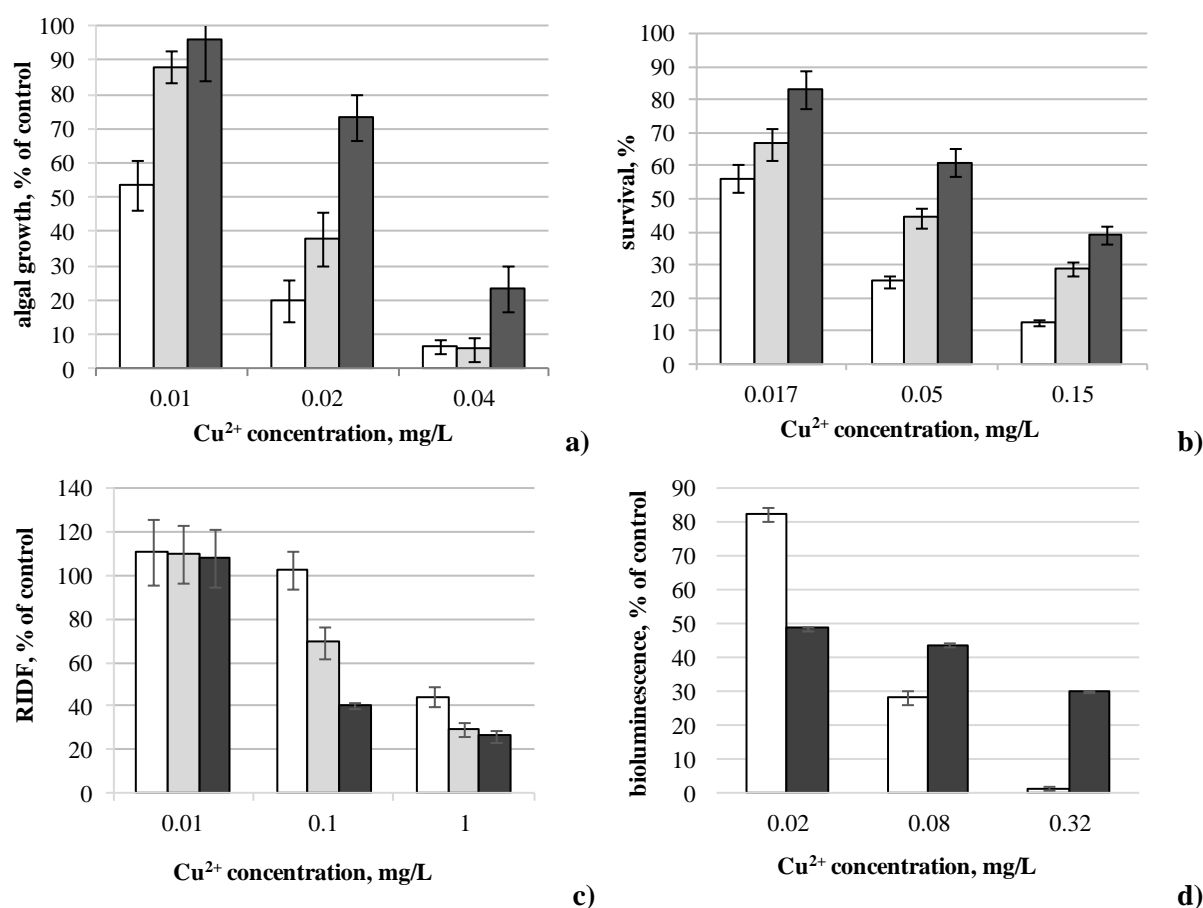 algal growth, % of control
100
90
80
70
60
50
40
30
20
10
0
0.01 0.02 0.04
Cu²⁺ concentration, mg/L
a)
survival, %
100
90
80
70
60
50
40
30
20
10
0
0.017 0.05 0.15
Cu²⁺ concentration, mg/L
b)
RIDF, % of control
140
120
100
80
60
40
20
0
0.01 0.1 1
Cu²⁺ concentration, mg/L
c)
bioluminescence, % of control
90
80
70
60
50
40
30
20
10
0
0.02 0.08 0.32
Cu²⁺ concentration, mg/L
d)